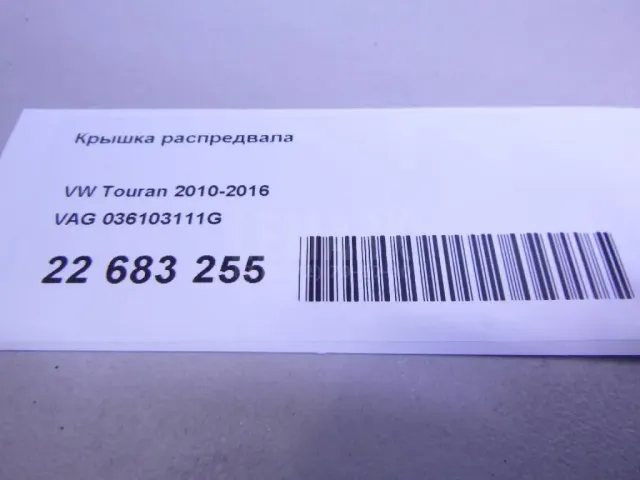 Крышка распредвала
VW Touran 2010-2016
VAG 036103111G
22 683 255